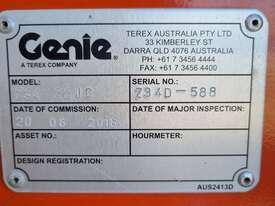 Genie
A TEREX COMPANY
TEREX AUSTRALIA PTY LTD
33 KIMBERLEY ST
DARRA QLD 4076 AUSTRALIA
PH: +61 7 3456 4444
FAX: +61 7 3456 4400
MODEL:
SERIAL NO.:
Z34D-588
DATE OF COMMISSION:
DATE OF MAJOR INSPECTION:
20 06 2018
ASSET NO.
HOURMETER:
DESIGN REGISTRATION:
AUS2413D